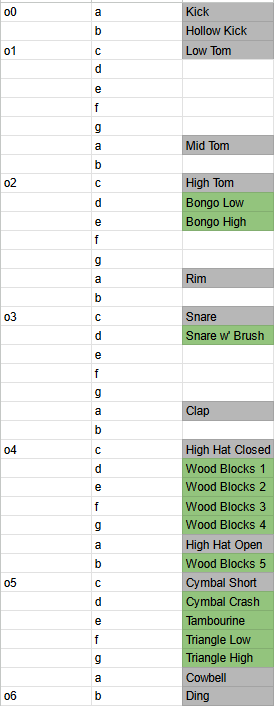 o0 a Kick
b Hollow Kick
o1 c Low Tom
d
e
f
g
a Mid Tom
b
o2 c High Tom
d Bongo Low
e Bongo High
f
g
a Rim
b
o3 c Snare
d Snare w' Brush
e
f
g
a Clap
b
o4 c High Hat Closed
d Wood Blocks 1
e Wood Blocks 2
f Wood Blocks 3
g Wood Blocks 4
a High Hat Open
b Wood Blocks 5
o5 c Cymbal Short
d Cymbal Crash
e Tambourine
f Triangle Low
g Triangle High
a Cowbell
o6 b Ding